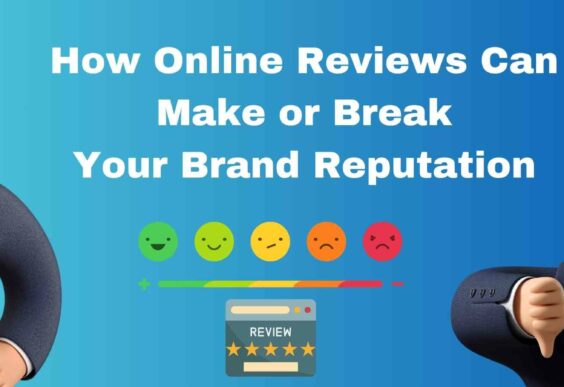 How Online Reviews Can
Make or Break
Your Brand Reputation
+ -
REVIEW